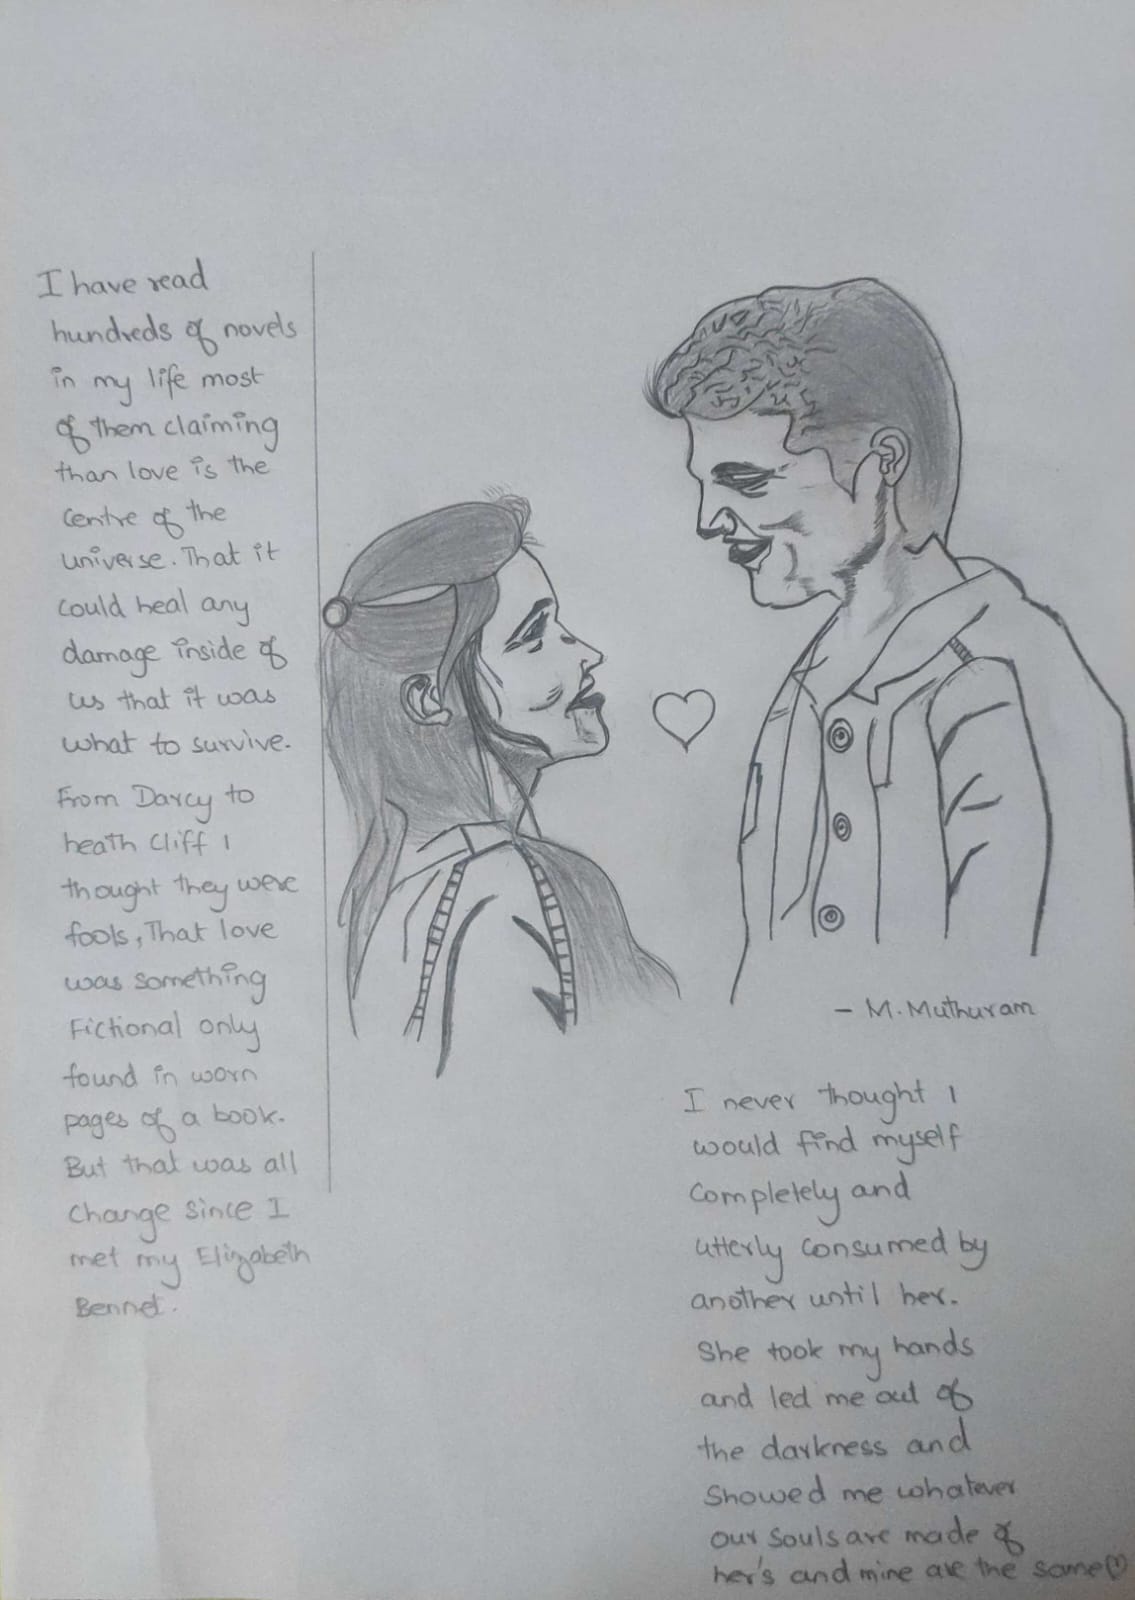 I have read
hundreds of novels
in my life most
of them claiming
than love is the
centre of the
universe. That it
could heal any
damage inside of
us that it was
what to survive.
From Darcy to
heath cliff I
thought they were
fools, That love
was something
Fictional only
found in worn
pages of a book.
But that was all
change since I
met my Elizabeth
Bennet.
- M. Muthuram
I never thought I
would find myself
completely and
utterly consumed by
another until her.
She took my hands
and led me out of
the darkness and
Showed me whatever
our souls are made of
her's and mine are the same♡